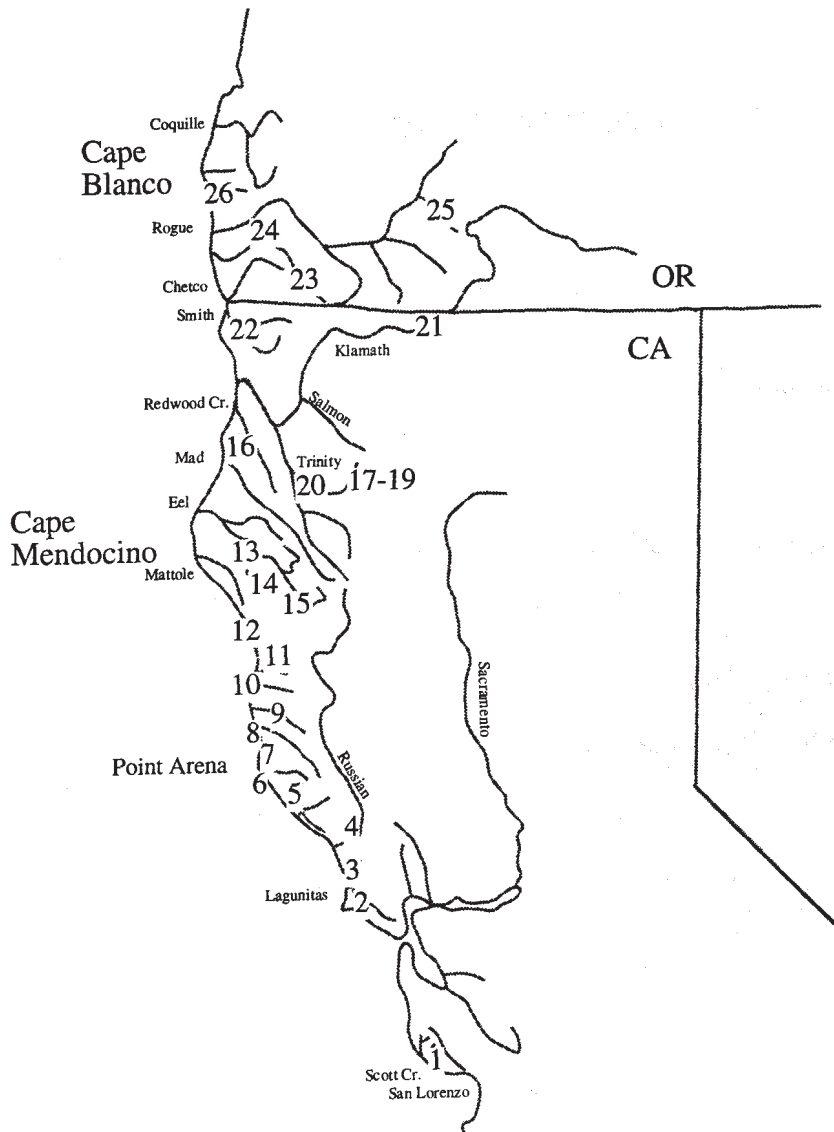 Coquille
Cape
Blanco
26
25
Rogue
24
23
OR
Chetco
Smith
22
21
Klamath
CA
Redwood Cr.
Salmon
16
Mad
Trinity
20
17-19
Eel
Cape
Mendocino
13
Mattole
14
15
12
11
10
Sacramento
9
8
7
Point Arena
Russian
6
5
4
3
Lagunitas
2
1
Scott Cr.
San Lorenzo